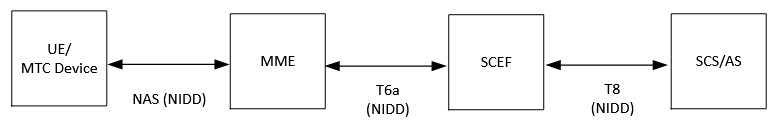 UE/
MTC Device
MME
SCEF
SCS/AS
NAS (NIDD)
T6a
(NIDD)
T8
(NIDD)